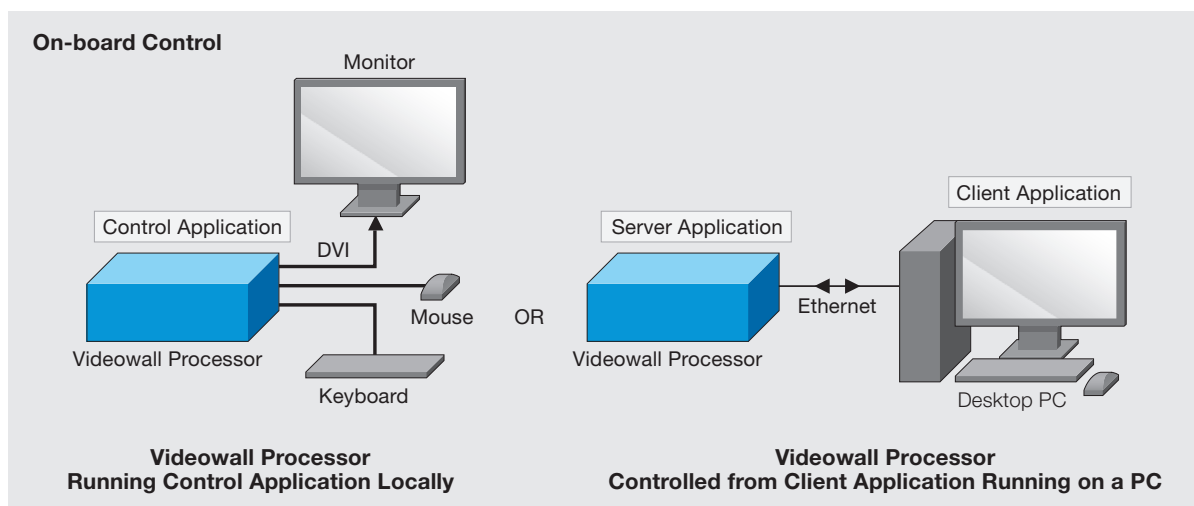 On-board Control
Monitor
Control Application
DVI
Mouse
Videowall Processor
Keyboard
Videowall Processor
Running Control Application Locally
OR
Client Application
Server Application
Ethernet
Videowall Processor
Desktop PC
Videowall Processor
Controlled from Client Application Running on a PC